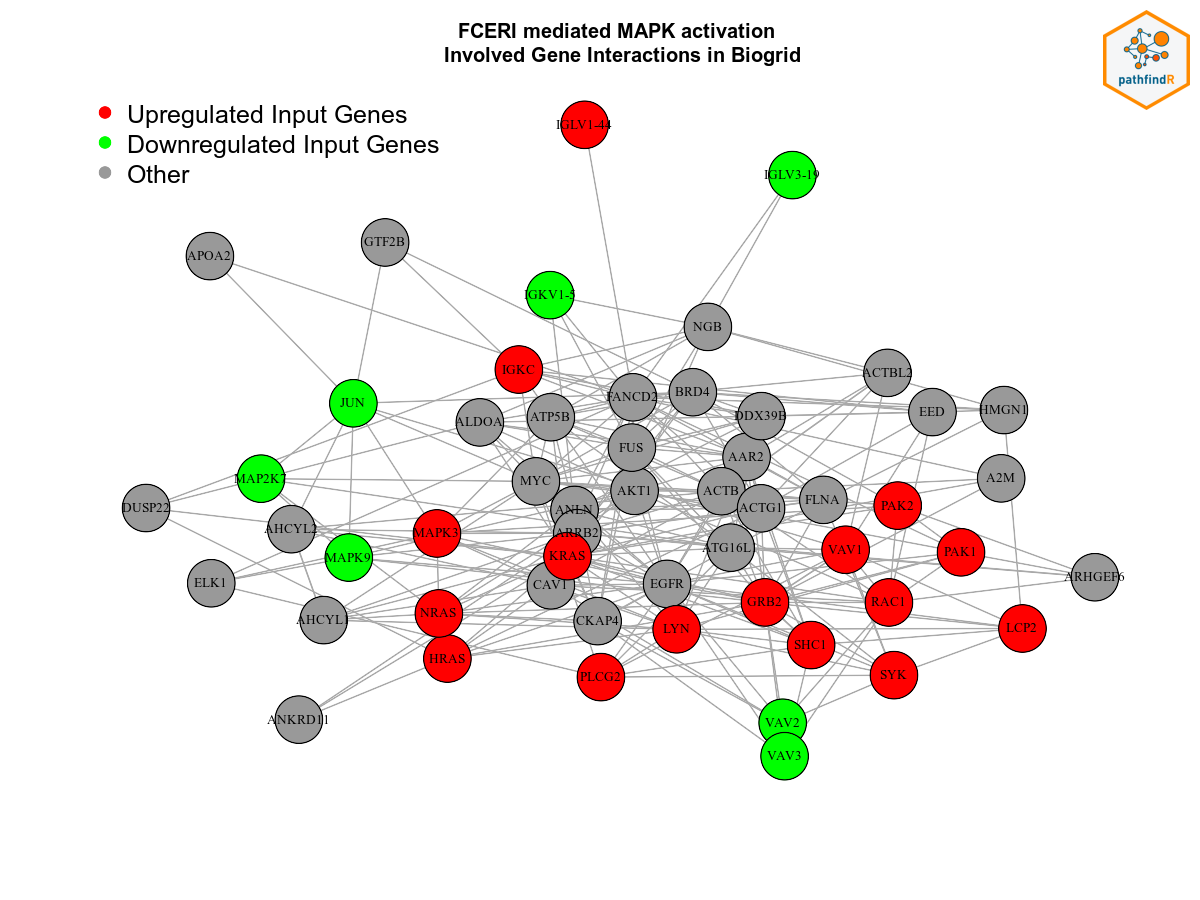 FCERI mediated MAPK activation
Involved Gene Interactions in Biogrid
pathfindR
Upregulated Input Genes
Downregulated Input Genes
Other
IGLV1-44
IGLV3-19
GTF2B
APOA2
IGKV1-5
NGB
IGKC
ACTBL2
BRD4
FANCD2
JUN
HMGN1
EED
DDX39B
ATP5B
ALDOA
FUS
AAR2
MAP2K7
A2M
MYC
AKT1
ACTB
FLNA
PAK2
DUSP22
ACTG1
ANLN
AHCYL2
MAPK3
ARRB2
ATG16L1
VAV1
PAK1
KRAS
MAPK9
ARHGEF6
ELK1
CAV1
EGFR
GRB2
RAC1
NRAS
AHCYL1
CKAP4
LYN
LCP2
SHC1
HRAS
SYK
PLCG2
ANKRD11
VAV2
VAV3